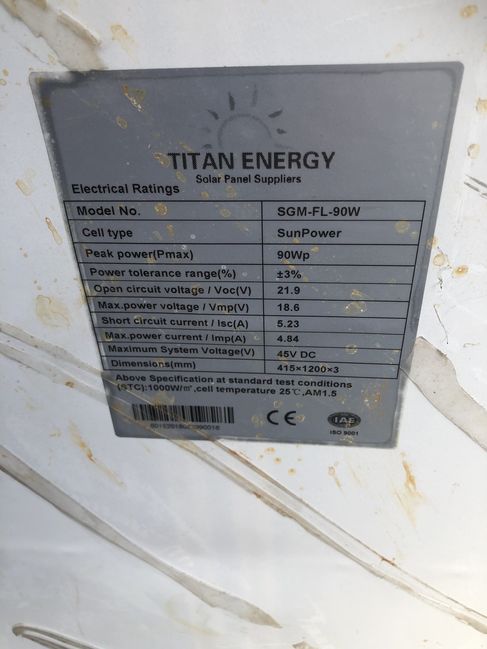 TITAN ENERGY
Solar Panel Suppliers
Electrical Ratings
Model No. SGM-FL-90W
Cell type SunPower
Peak power(Pmax) 90Wp
Power tolerance range(%) ±3%
Open circuit voltage / Voc(V) 21.9
Max.power voltage / Vmp(V) 18.6
Short circuit current / Isc(A) 5.23
Max.power current / Imp(A) 4.84
Maximum System Voltage(V) 45V DC
Dimensions(mm) 415×1200×3
Above Specification at standard test conditions
(STC):1000W/㎡,cell temperature 25℃,AM1.5
CE
IAB
ISO 9001